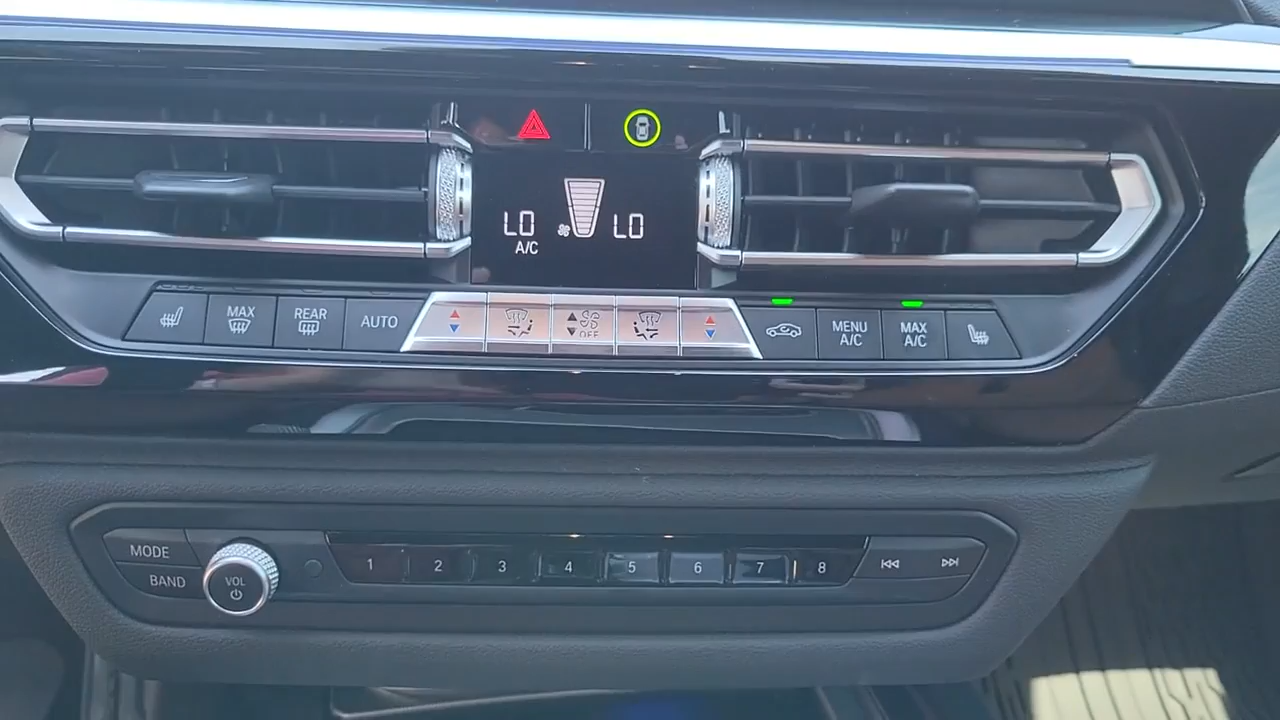 LO
LO
A/C
MAX
REAR
AUTO
OFF
MENU
A/C
MAX
A/C
MODE
BAND
VOL
1 2 3 4 5 6 7 8